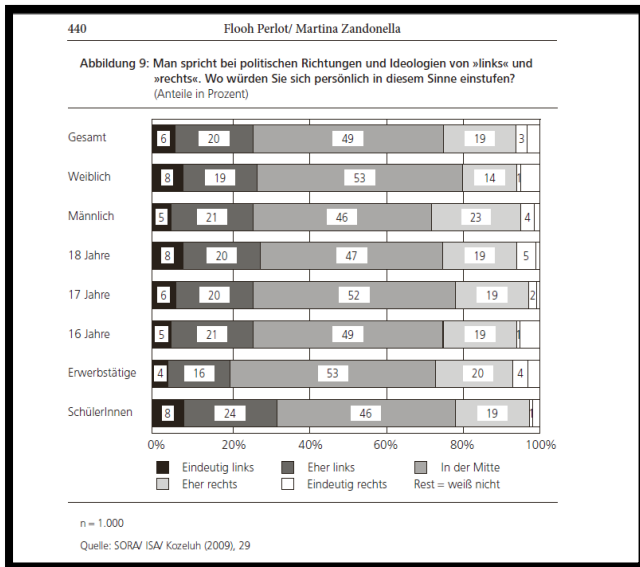 440 Flooh Perlot/ Martina Zandonella
Abbildung 9: Man spricht bei politischen Richtungen und Ideologien von »links« und
»rechts«. Wo würden Sie sich persönlich in diesem Sinne einstufen?
(Anteile in Prozent)
Gesamt 6 20 49 19 3
Weiblich 8 19 53 14 1
Männlich 5 21 46 23 4
18 Jahre 8 20 47 19 5
17 Jahre 6 20 52 19 2
16 Jahre 5 21 49 19 1
Erwerbstätige 4 16 53 20 4
SchülerInnen 8 24 46 19 1
0% 20% 40% 60% 80% 100%
Eindeutig links Eher links In der Mitte
Eher rechts Eindeutig rechts Rest = weiß nicht
n = 1.000
Quelle: SORA/ ISA/ Kozeluh (2009), 29